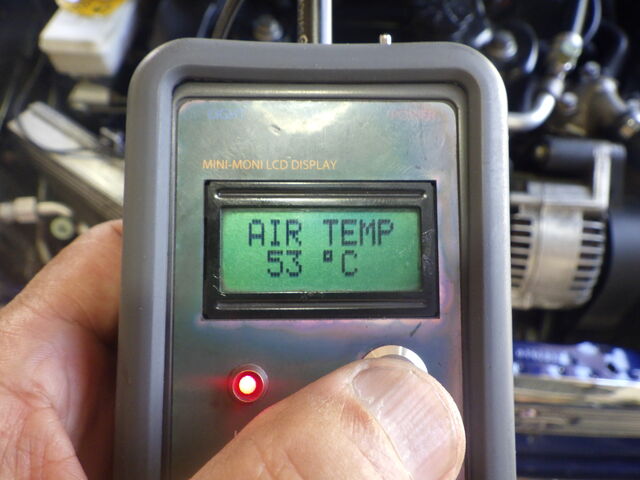 MINI-MONI LCD DISPLAY
AIR TEMP
53 °C